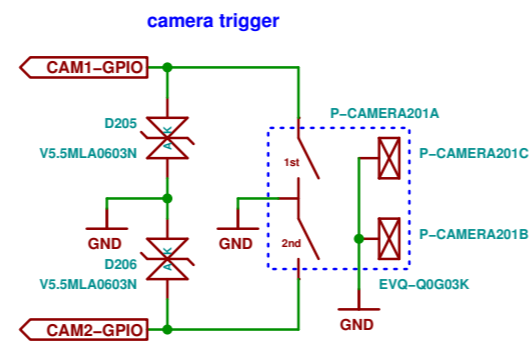 camera trigger
CAM1-GPIO
P-CAMERA201A
D205
A K
1st
P-CAMERA201C
V5.5MLA0603N
GND
GND
2nd
P-CAMERA201B
D206
A K
V5.5MLA0603N
EVQ-Q0G03K
GND
CAM2-GPIO